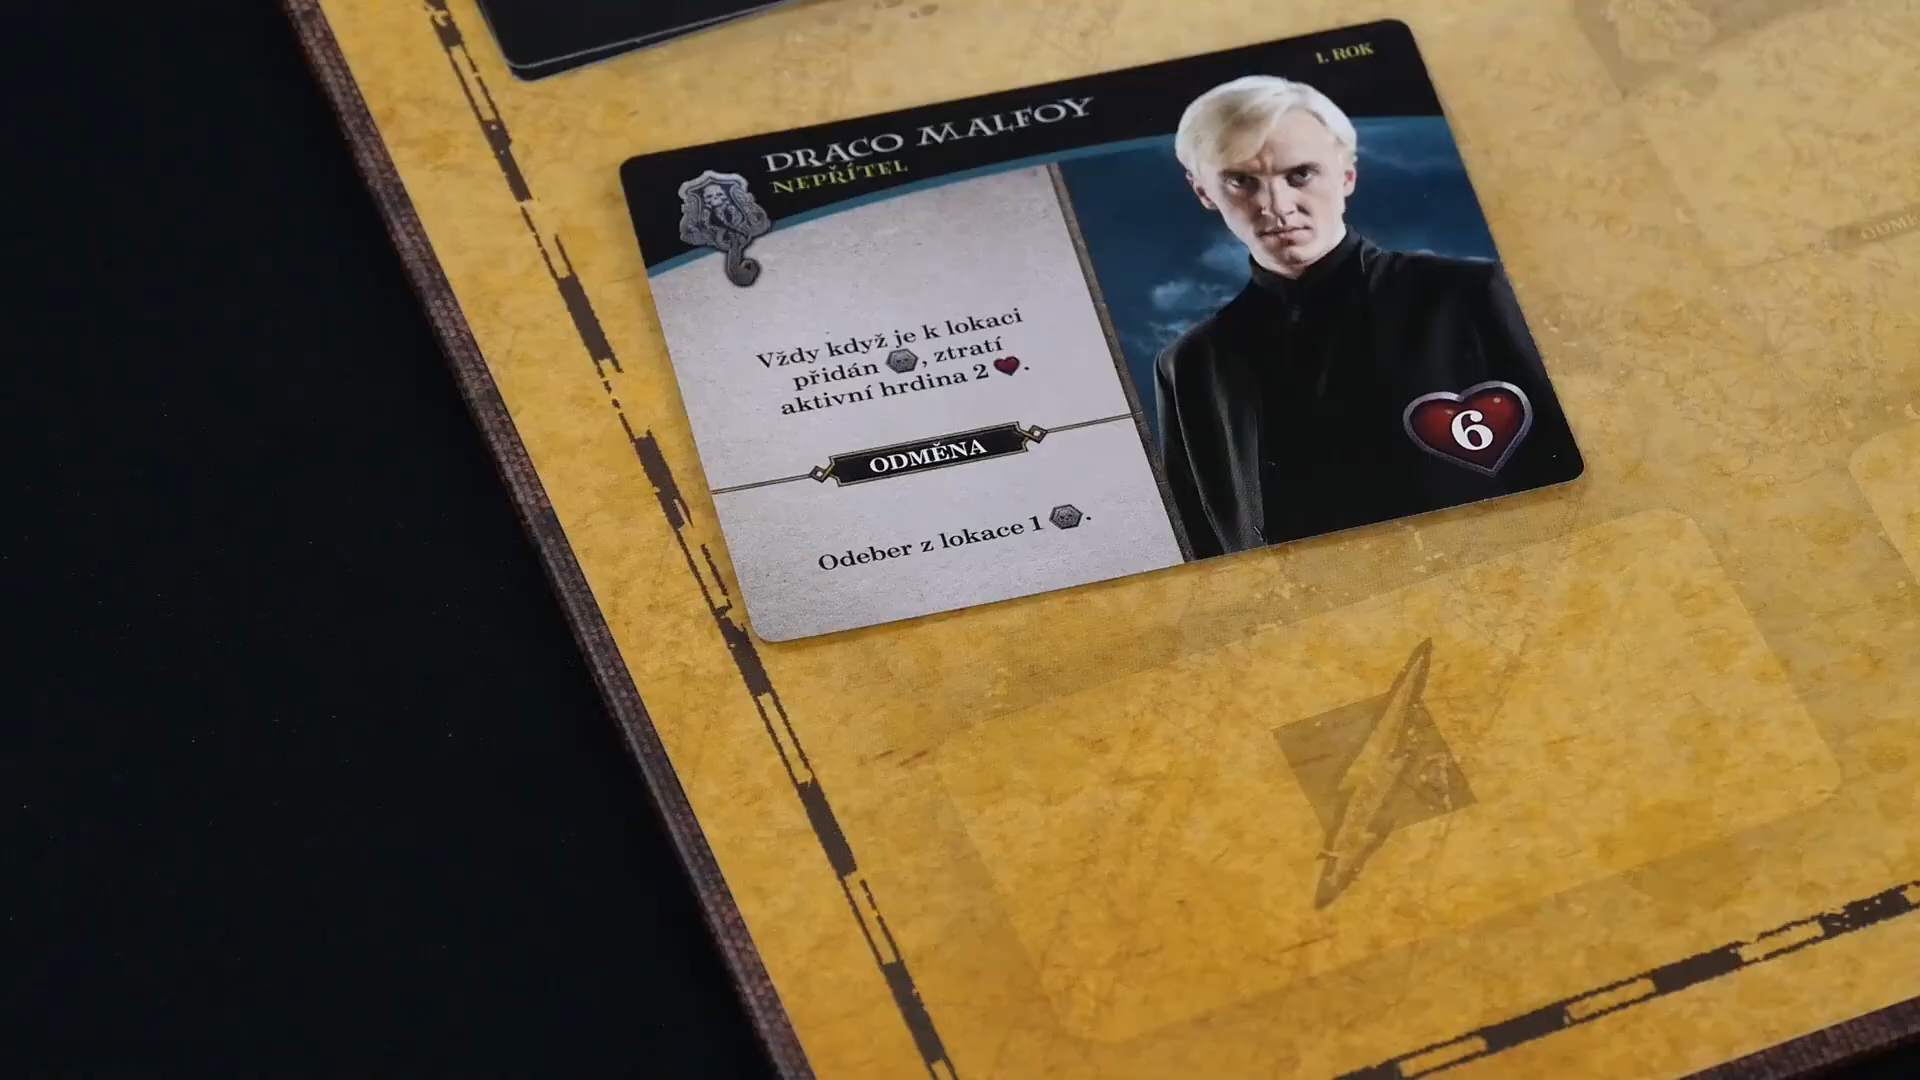 1. ROK
DRACO MALFOY
NEPŘÍTEL
Vždy když je k lokaci
přidán , ztratí
aktivní hrdina 2 .
6
ODMĚNA
Odeber z lokace 1 .